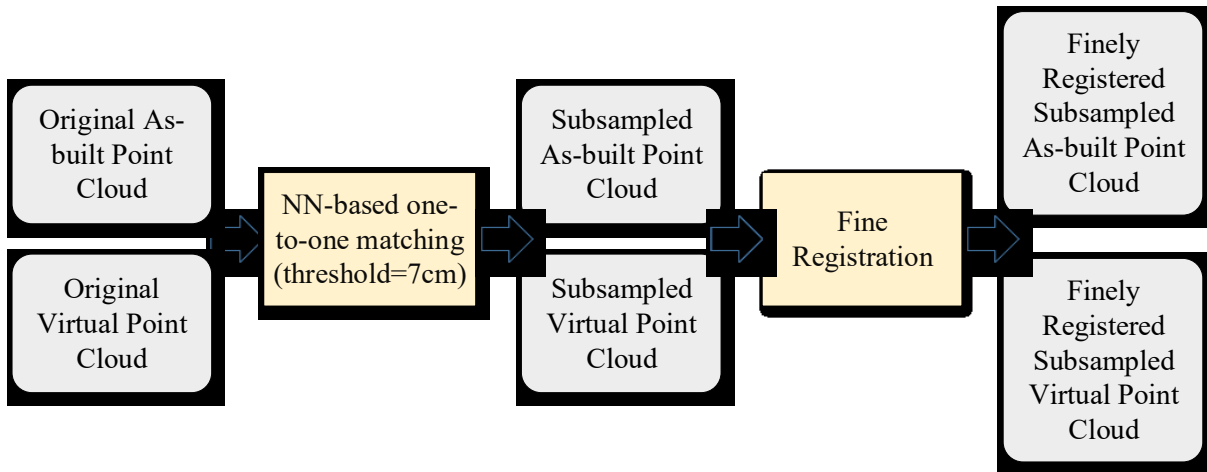 Original As-
built Point
Cloud
Original
Virtual Point
Cloud
NN-based one-
to-one matching
(threshold=7cm)
Subsampled
As-built Point
Cloud
Subsampled
Virtual Point
Cloud
Fine
Registration
Finely
Registered
Subsampled
As-built Point
Cloud
Finely
Registered
Subsampled
Virtual Point
Cloud